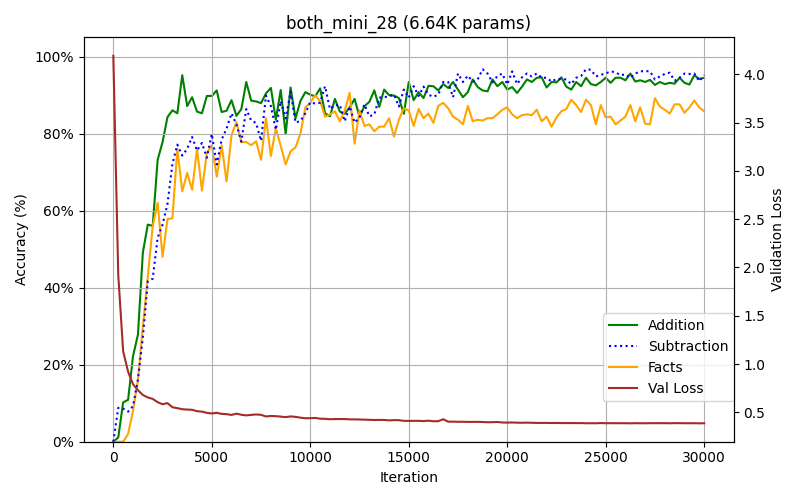 both_mini_28 (6.64K params)
100%
80%
60%
40%
20%
0%
Accuracy (%)
4.0
3.5
3.0
2.5
2.0
1.5
1.0
0.5
Validation Loss
Addition
Subtraction
Facts
Val Loss
0 5000 10000 15000 20000 25000 30000
Iteration